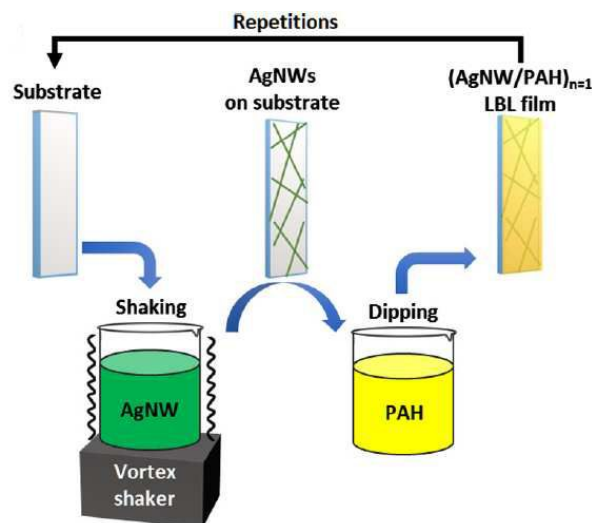 Repetitions
Substrate
AgNWs
on substrate
(AgNW/PAH)n=1
LBL film
Shaking
Dipping
AgNW
PAH
Vortex
shaker